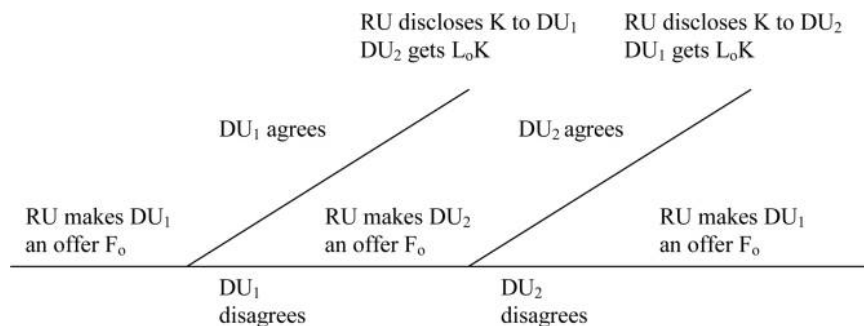 RU discloses K to DU₁
DU₂ gets LₒK
RU discloses K to DU₂
DU₁ gets LₒK
DU₁ agrees
DU₂ agrees
RU makes DU₁
an offer Fₒ
RU makes DU₂
an offer Fₒ
RU makes DU₁
an offer Fₒ
DU₁
disagrees
DU₂
disagrees